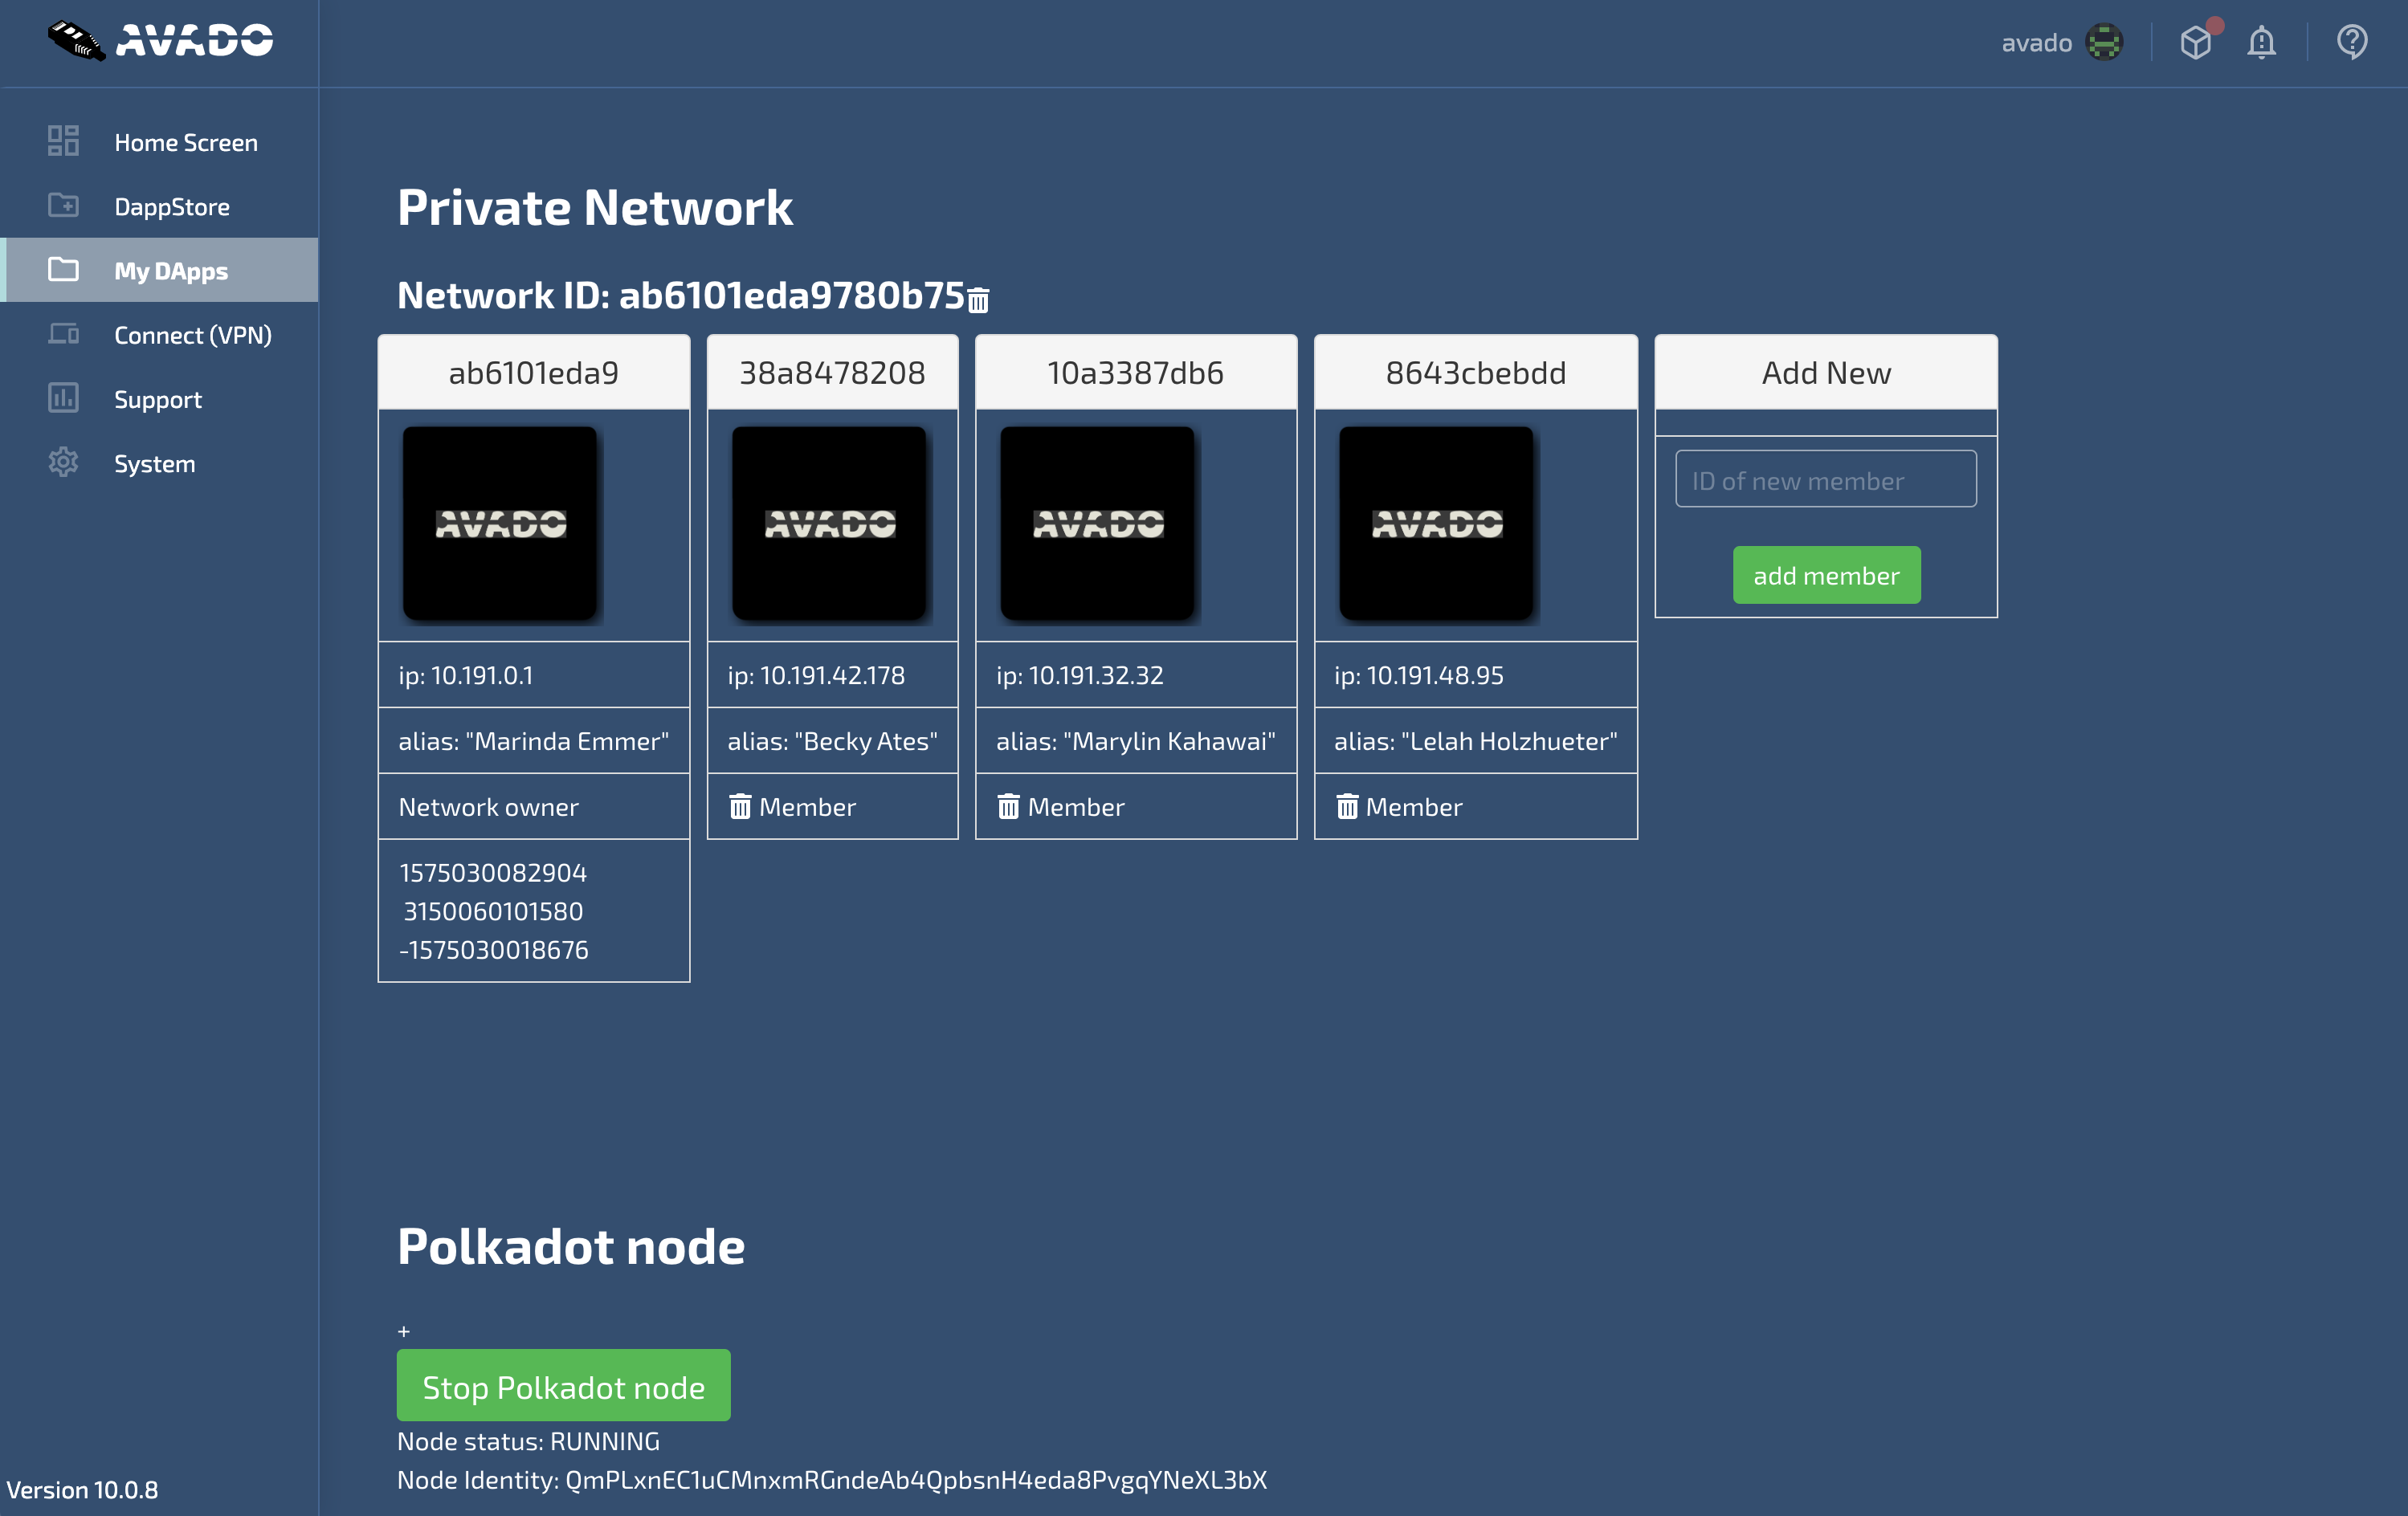 AVADO
avado
Home Screen
DappStore
My DApps
Connect (VPN)
Support
System
Version 10.0.8
Private Network
Network ID: ab6101eda9780b75
ab6101eda9
AVADO
ip: 10.191.0.1
alias: "Marinda Emmer"
Network owner
1575030082904
3150060101580
-1575030018676
38a8478208
AVADO
ip: 10.191.42.178
alias: "Becky Ates"
Member
10a3387db6
AVADO
ip: 10.191.32.32
alias: "Marylin Kahawai"
Member
8643cbebdd
AVADO
ip: 10.191.48.95
alias: "Lelah Holzhueter"
Member
Add New
ID of new member
add member
Polkadot node
+
Stop Polkadot node
Node status: RUNNING
Node Identity: QmPLxnEC1uCMnxmRGndeAb4QpbsnH4eda8PvgqYNeXL3bX